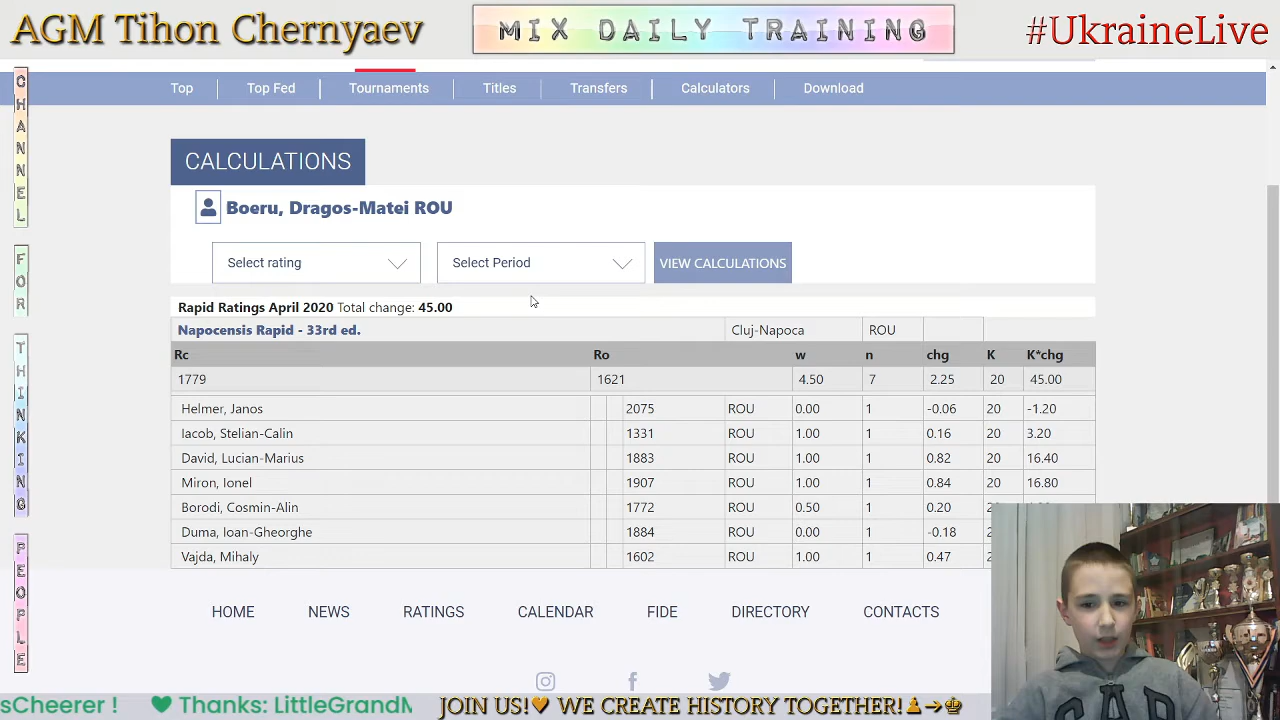 AGM Tihon Chernyaev
MIX DAILY TRAINING
#UkraineLive
CHANNEL
FOR
THINKING
PEOPLE
Top Top Fed Tournaments Titles Transfers Calculators Download
CALCULATIONS
Boeru, Dragos-Matei ROU
Select rating Select Period VIEW CALCULATIONS
Rapid Ratings April 2020 Total change: 45.00
Napocensis Rapid - 33rd ed. Cluj-Napoca ROU
Rc Ro w n chg K K*chg
1779 1621 4.50 7 2.25 20 45.00
Helmer, Janos 2075 ROU 0.00 1 -0.06 20 -1.20
Iacob, Stelian-Calin 1331 ROU 1.00 1 0.16 20 3.20
David, Lucian-Marius 1883 ROU 1.00 1 0.82 20 16.40
Miron, Ionel 1907 ROU 1.00 1 0.84 20 16.80
Borodi, Cosmin-Alin 1772 ROU 0.50 1 0.20 20
Duma, Ioan-Gheorghe 1884 ROU 0.00 1 -0.18
Vajda, Mihaly 1602 ROU 1.00 1 0.47
HOME NEWS RATINGS CALENDAR FIDE DIRECTORY CONTACTS
sCheerer ! Thanks: LittleGrandM
JOIN US!🧡 WE CREATE HISTORY TOGETHER!♟→♚